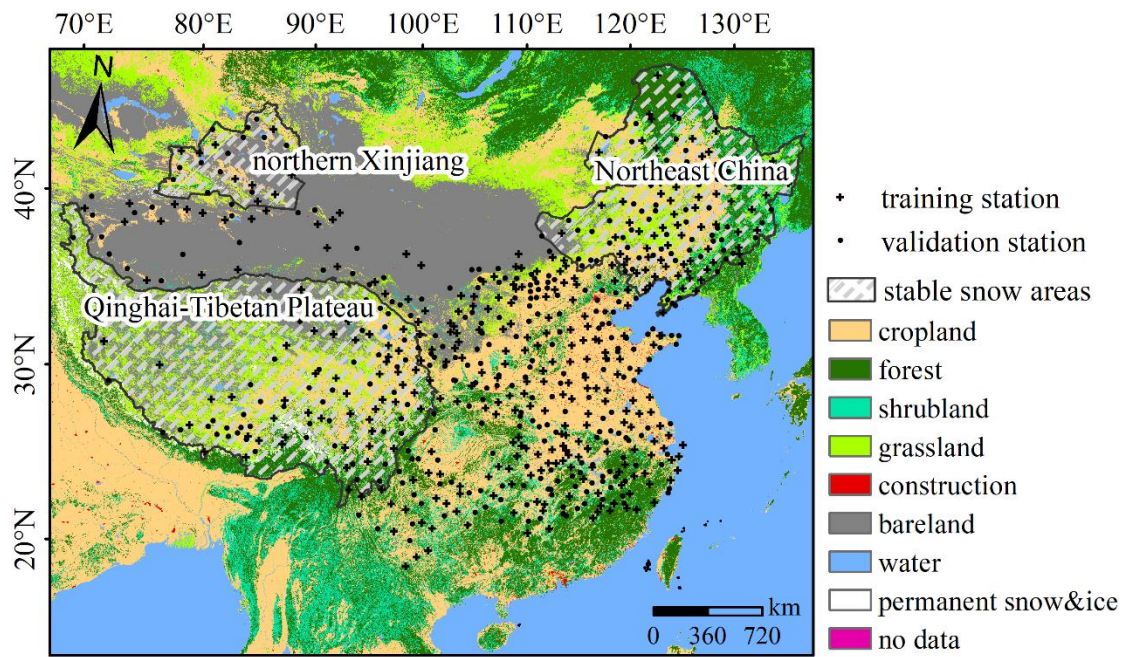 70°E 80°E 90°E 100°E 110°E 120°E 130°E
N
northern Xinjiang
Northeast China
40°N
Qinghai-Tibetan Plateau
30°N
20°N
km
0 360 720
training station
validation station
stable snow areas
cropland
forest
shrubland
grassland
construction
bareland
water
permanent snow&ice
no data